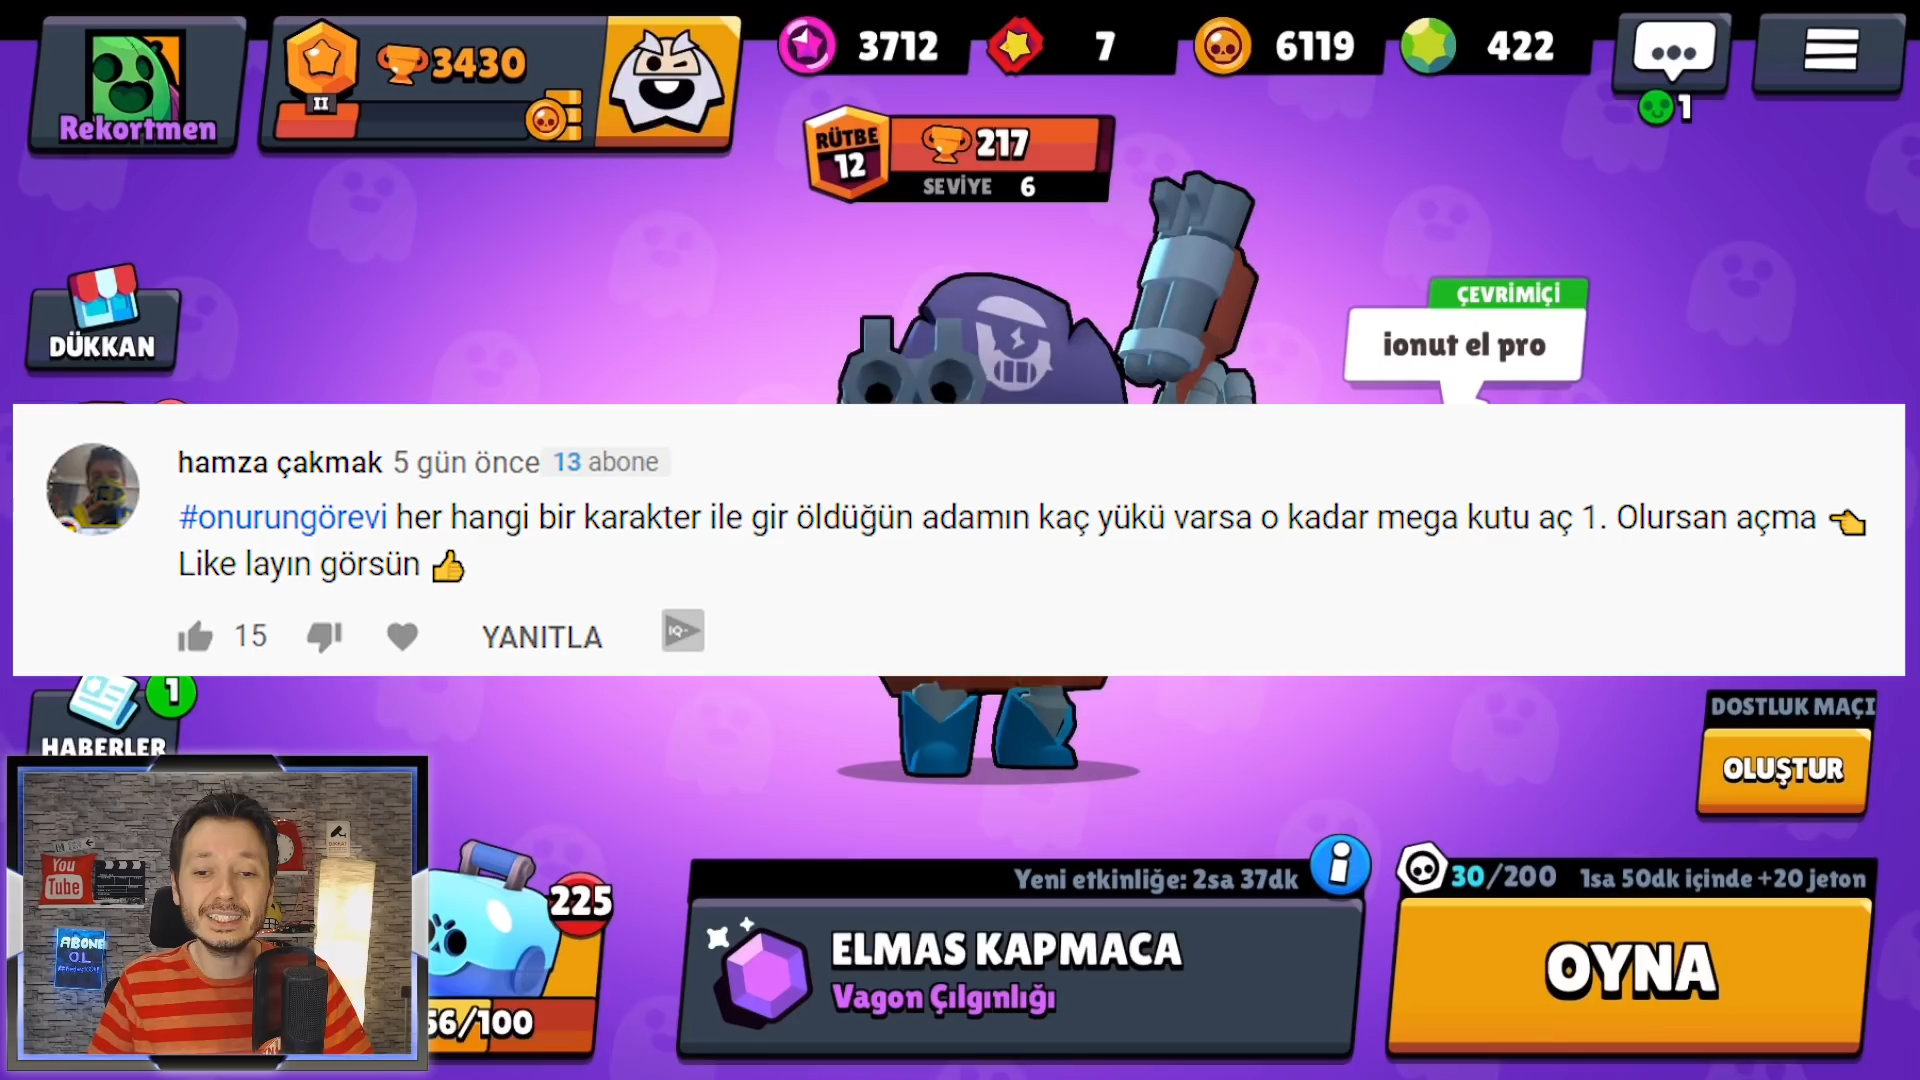 Rekortmen
II
3430
3712
7
6119
422
1
RÜTBE
12
217
SEVİYE 6
DÜKKAN
ÇEVRİMİÇİ
ionut el pro
hamza çakmak 5 gün önce 13 abone
#onurungörevi her hangi bir karakter ile gir öldüğün adamın kaç yükü varsa o kadar mega kutu aç 1. Olursan açma 👈
Like layın görsün 👍
15
YANITLA
IQ
1
HABERLER
DOSTLUK MAÇI
OLUŞTUR
You
Tube
ABONE
OL
225
56/100
Yeni etkinliğe: 2sa 37dk
ELMAS KAPMACA
Vagon Çılgınlığı
30/200
1sa 50dk içinde +20 jeton
OYNA